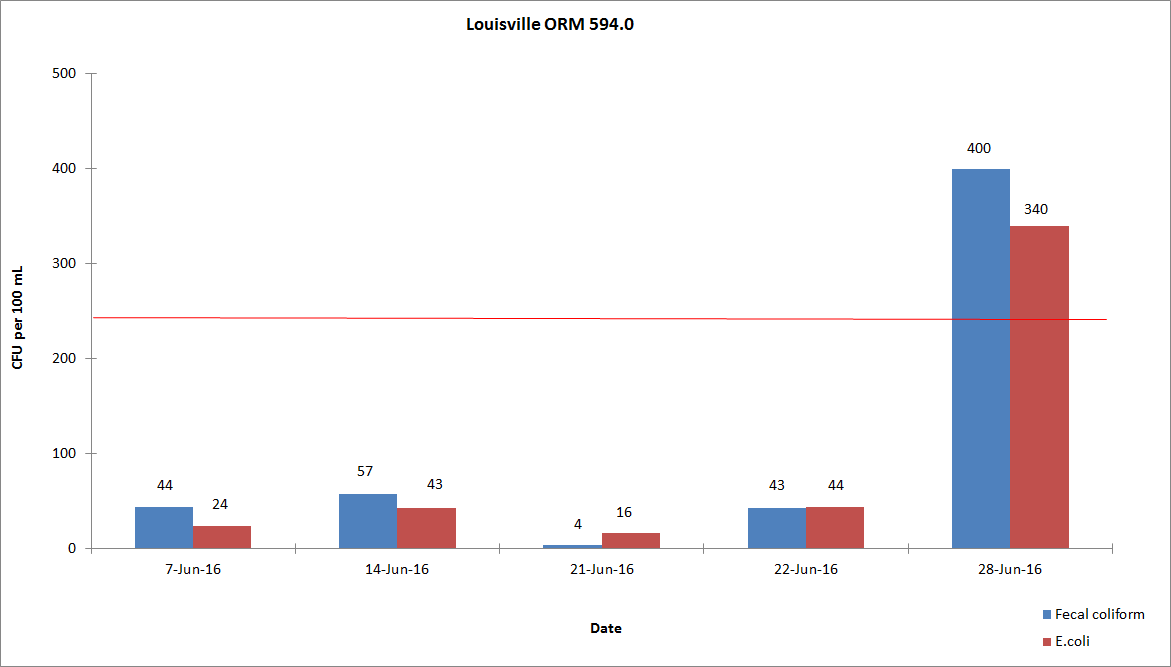 Louisville ORM 594.0
500
400
300
200
100
0
CFU per 100 mL
44
24
57
43
4
16
43
44
400
340
7-Jun-16
14-Jun-16
21-Jun-16
22-Jun-16
28-Jun-16
Date
Fecal coliform
E.coli